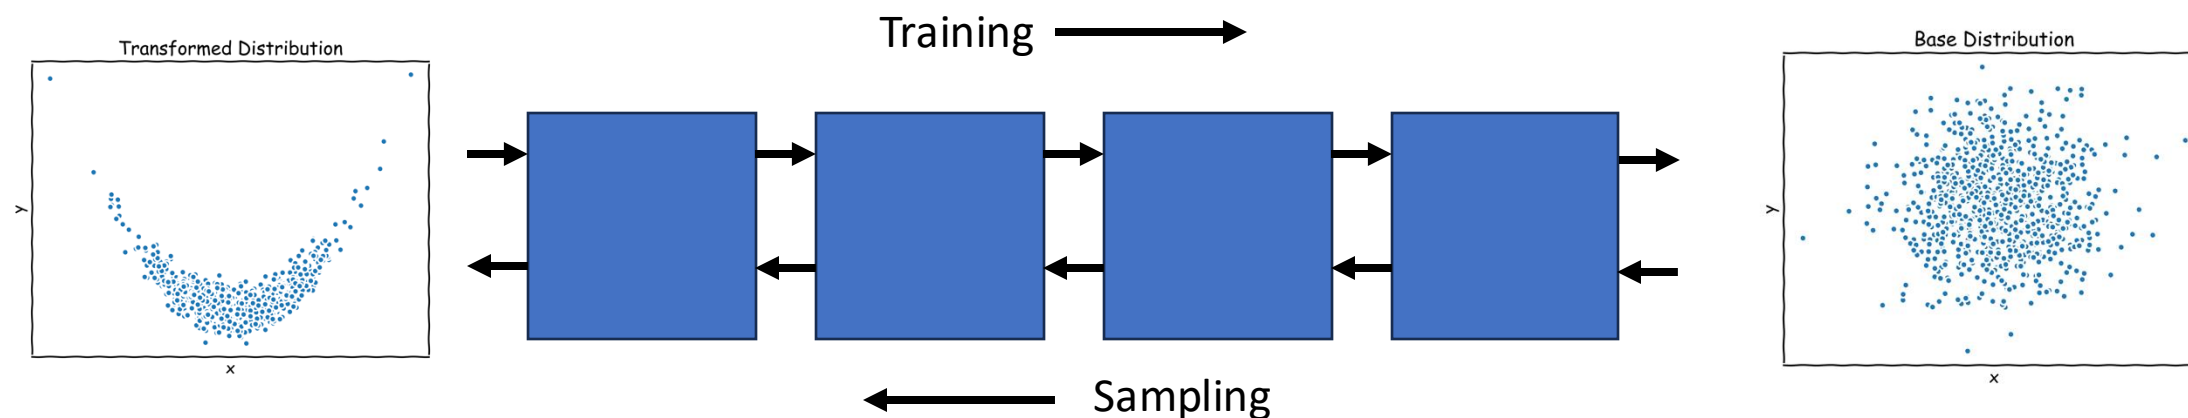 Training
Transformed Distribution
y
x
Base Distribution
y
x
Sampling